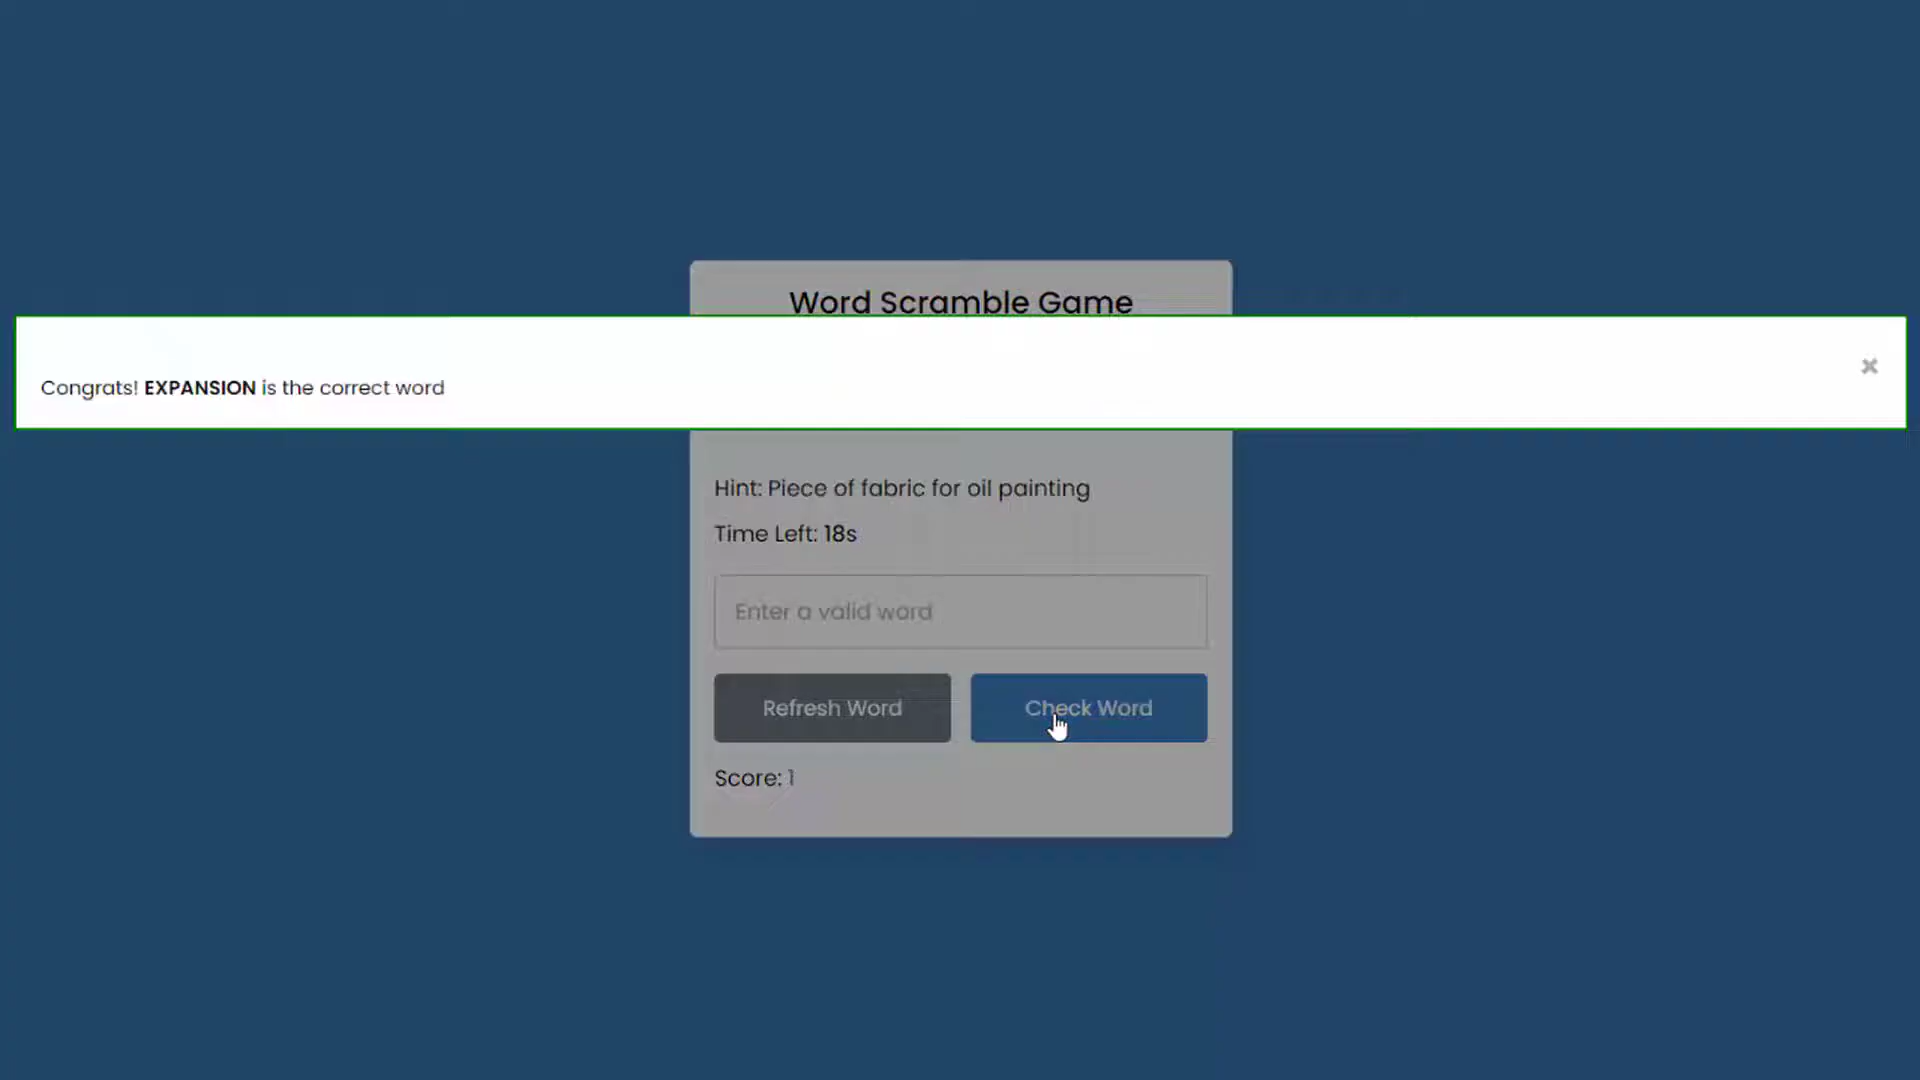 Word Scramble Game
Congrats! EXPANSION is the correct word
Hint: Piece of fabric for oil painting
Time Left: 18s
Enter a valid word
Refresh Word
Check Word
Score: 1